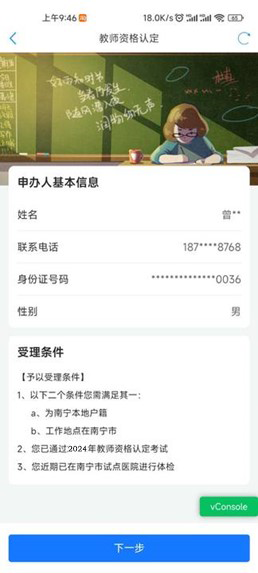 上午9:46
18.0K/s
65
教师资格认定
润物细无声
申办人基本信息
姓名 曾**
联系电话 187****8768
身份证号码 **************0036
性别 男
受理条件
【予以受理条件】
1、以下二个条件您需满足其一：
a、为南宁本地户籍
b、工作地点在南宁市
2、您已通过2024年教师资格认定考试
3、您近期已在南宁市试点医院进行体检
vConsole
下一步